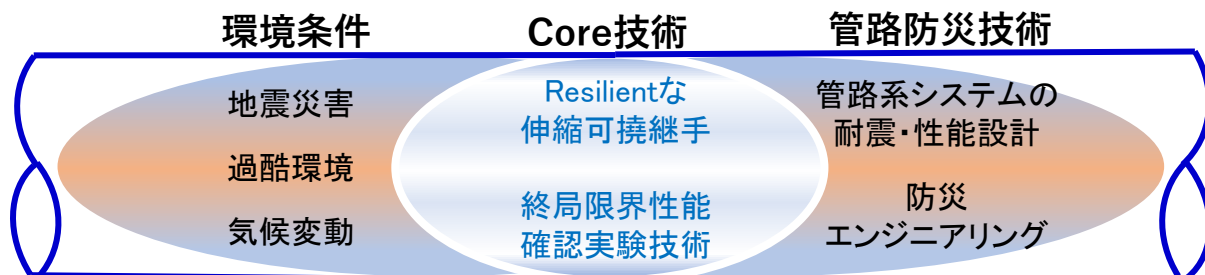 環境条件
Core技術
管路防災技術
地震災害
過酷環境
気候変動
Resilientな
伸縮可撓継手
終局限界性能
確認実験技術
管路系システムの
耐震・性能設計
防災
エンジニアリング